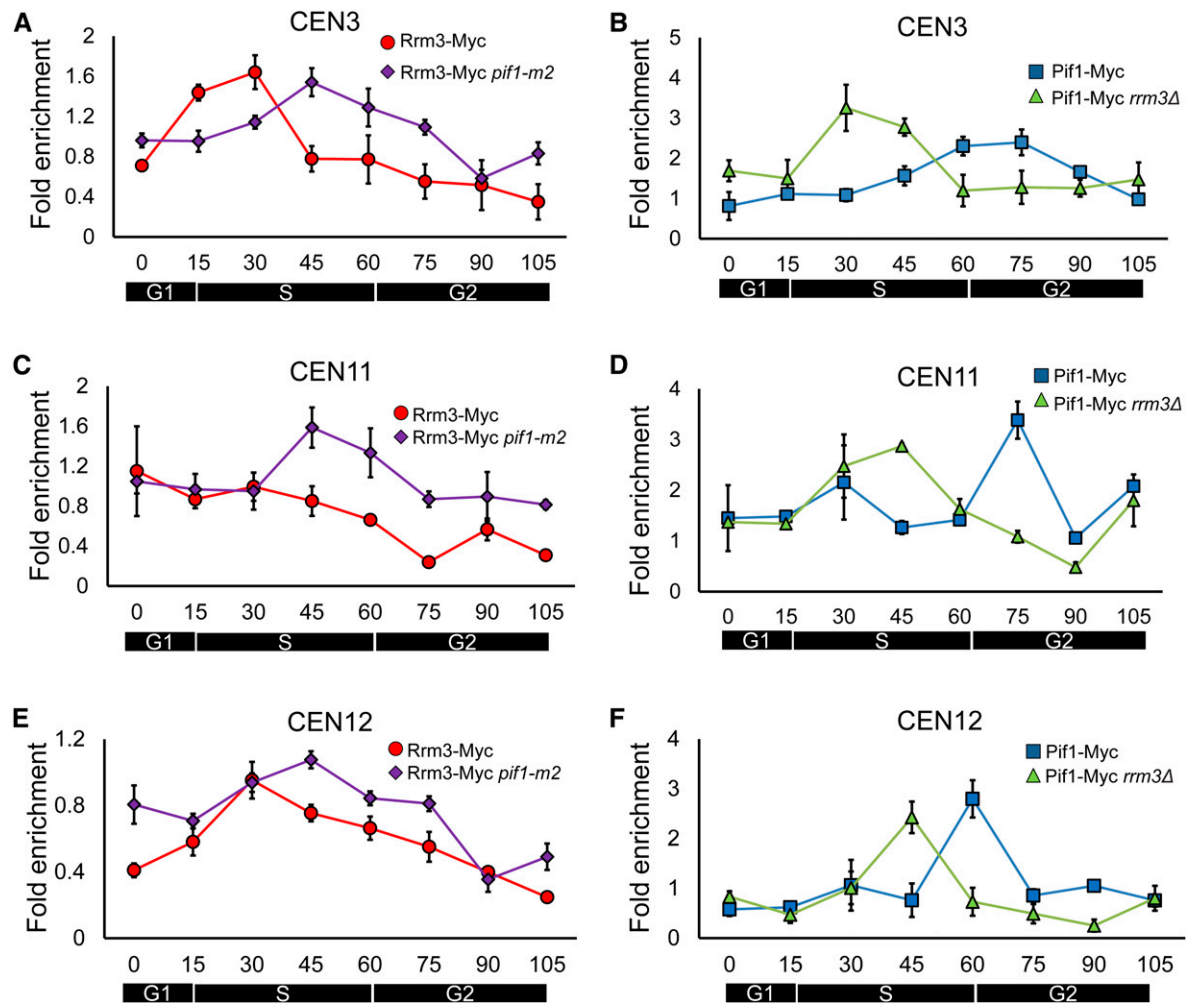 A
CEN3
Rrm3-Myc
Rrm3-Myc pif1-m2
Fold enrichment
2
1.6
1.2
0.8
0.4
0
0 15 30 45 60 75 90 105
G1 S G2
B
CEN3
Pif1-Myc
Pif1-Myc rrm3Δ
Fold enrichment
5
4
3
2
1
0
0 15 30 45 60 75 90 105
G1 S G2
C
CEN11
Rrm3-Myc
Rrm3-Myc pif1-m2
Fold enrichment
2
1.6
1.2
0.8
0.4
0
0 15 30 45 60 75 90 105
G1 S G2
D
CEN11
Pif1-Myc
Pif1-Myc rrm3Δ
Fold enrichment
4
3
2
1
0
0 15 30 45 60 75 90 105
G1 S G2
E
CEN12
Rrm3-Myc
Rrm3-Myc pif1-m2
Fold enrichment
1.2
0.8
0.4
0
0 15 30 45 60 75 90 105
G1 S G2
F
CEN12
Pif1-Myc
Pif1-Myc rrm3Δ
Fold enrichment
4
3
2
1
0
0 15 30 45 60 75 90 105
G1 S G2